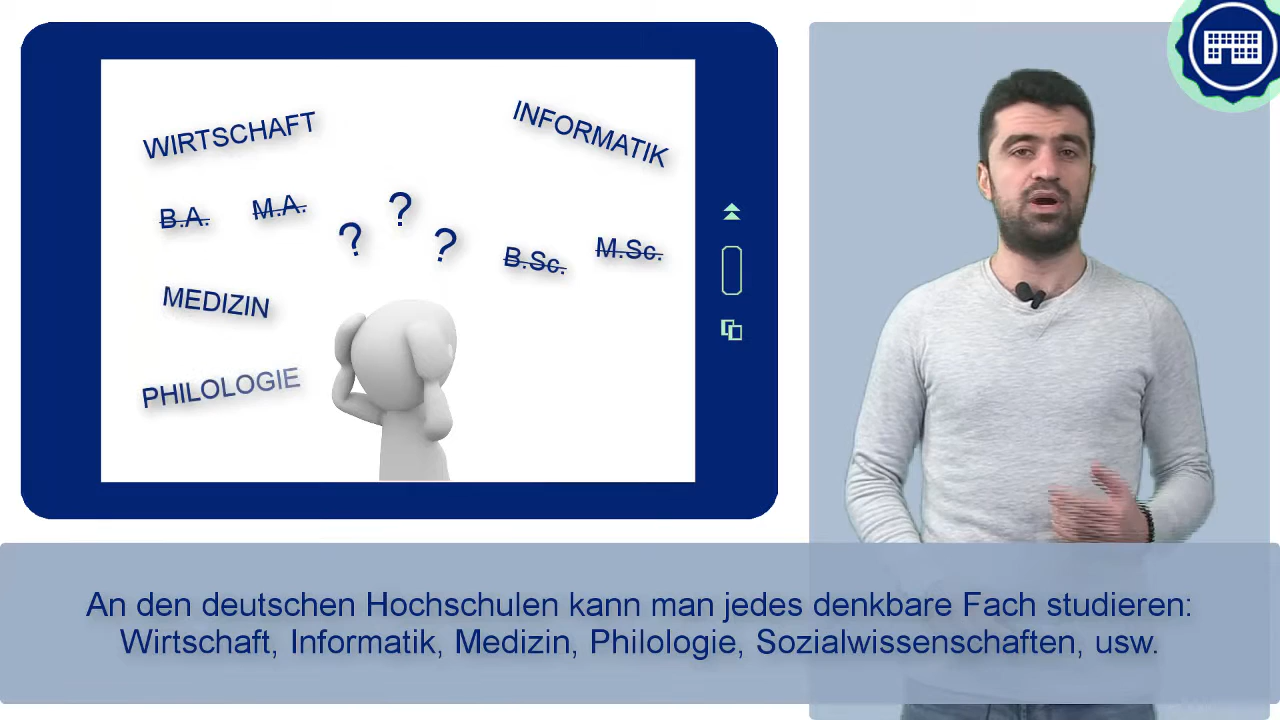 WIRTSCHAFT
INFORMATIK
B.A.
M.A.
?
?
?
B.Sc.
M.Sc.
MEDIZIN
PHILOLOGIE
An den deutschen Hochschulen kann man jedes denkbare Fach studieren:
Wirtschaft, Informatik, Medizin, Philologie, Sozialwissenschaften, usw.